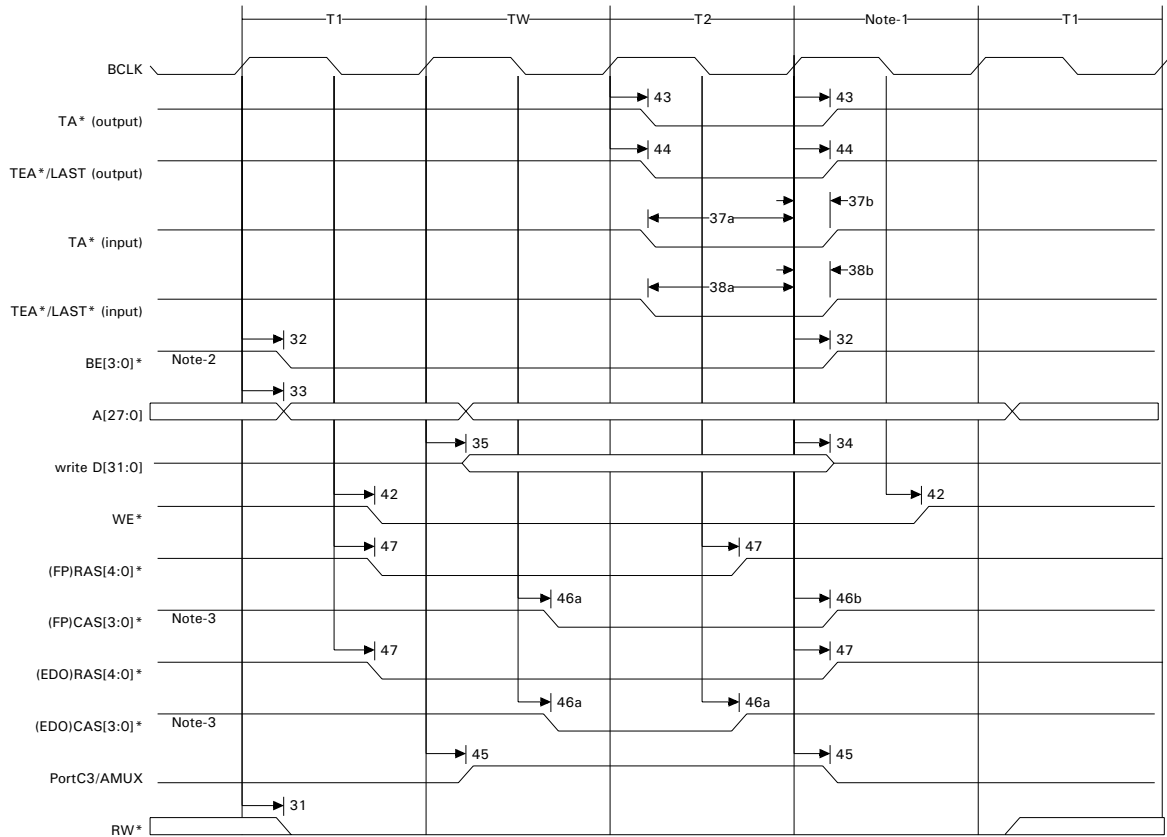 T1 TW T2 Note-1 T1
BCLK
43 43
TA* (output)
44 44
TEA*/LAST (output)
37b
37a
TA* (input)
38b
38a
TEA*/LAST* (input)
32 32
BE[3:0]* Note-2
33
A[27:0]
35 34
write D[31:0]
42 42
WE*
47 47
(FP)RAS[4:0]*
46a 46b
(FP)CAS[3:0]* Note-3
47 47
(EDO)RAS[4:0]*
46a 46a
(EDO)CAS[3:0]* Note-3
45 45
PortC3/AMUX
31
RW*